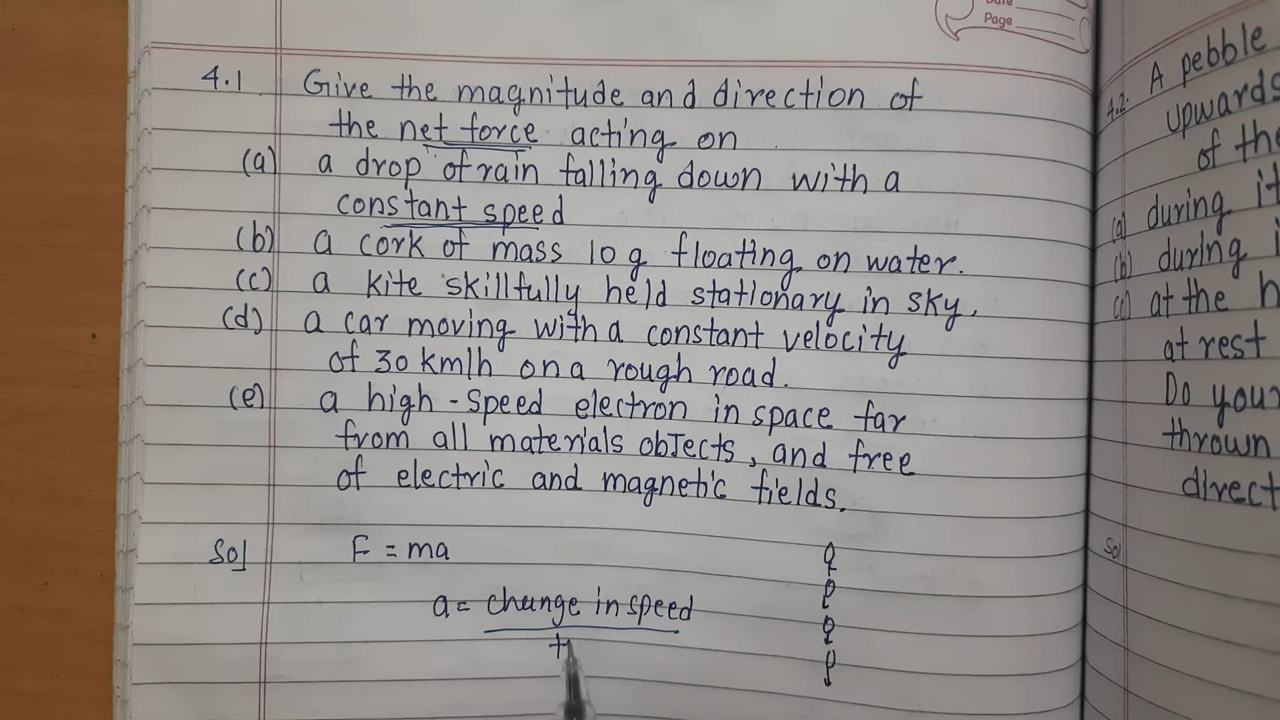 Date
Page
4.1 Give the magnitude and direction of
the net force acting on
(a) a drop of rain falling down with a
constant speed
(b) a cork of mass 10 g floating on water.
(c) a kite skillfully held stationary in sky.
(d) a car moving with a constant velocity
of 30 km/h on a rough road.
(e) a high-speed electron in space far
from all materials objects, and free
of electric and magnetic fields.
Sol F = ma
a = change in speed
t
4.2. A pebble
upwards
of the
(a) during it
(b) during i
(c) at the h
at rest
Do your
thrown
direct
Sol